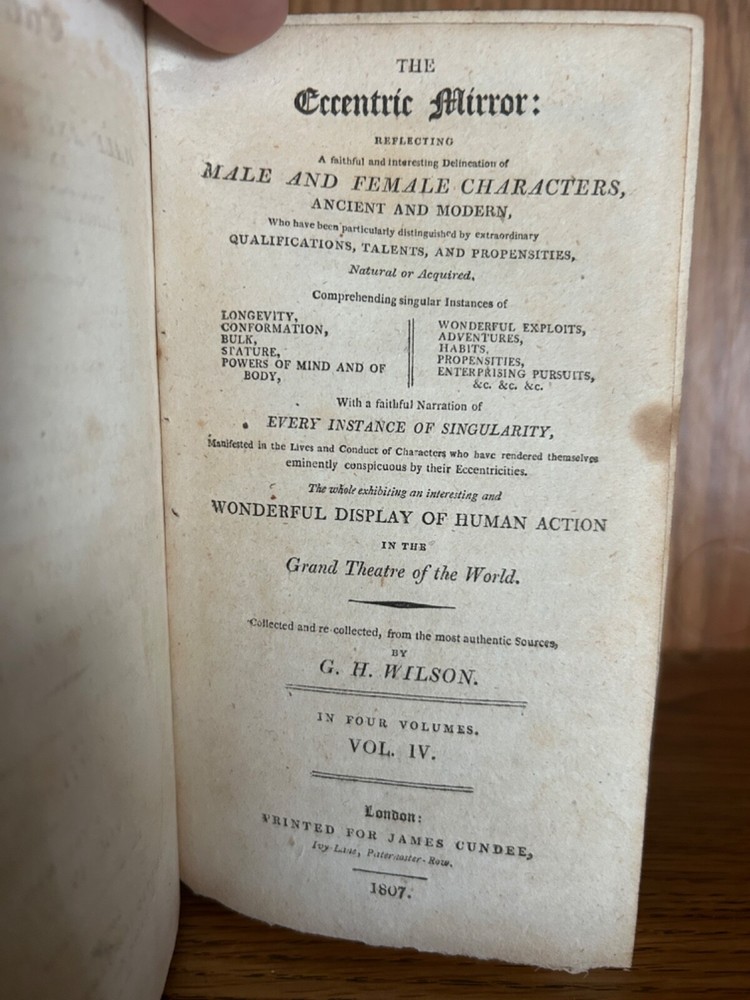 THE
Eccentric Mirror:
REFLECTING
A faithful and interesting Delineation of
MALE AND FEMALE CHARACTERS,
ANCIENT AND MODERN,
Who have been particularly distinguished by extraordinary
QUALIFICATIONS, TALENTS, AND PROPENSITIES,
Natural or Acquired,
Comprehending singular Instances of
LONGEVITY,
CONFORMATION,
BULK,
STATURE,
POWERS OF MIND AND OF
BODY,
WONDERFUL EXPLOITS,
ADVENTURES,
HABITS,
PROPENSITIES,
ENTERPRISING PURSUITS,
&c. &c. &c.
With a faithful Narration of
EVERY INSTANCE OF SINGULARITY,
Manifested in the Lives and Conduct of Characters who have rendered themselves
eminently conspicuous by their Eccentricities.
The whole exhibiting an interesting and
WONDERFUL DISPLAY OF HUMAN ACTION
IN THE
Grand Theatre of the World.
Collected and re-collected, from the most authentic Sources,
BY
G. H. WILSON.
IN FOUR VOLUMES.
VOL. IV.
London:
PRINTED FOR JAMES CUNDEE,
Ivy-Lane, Paternoster-Row.
1807.